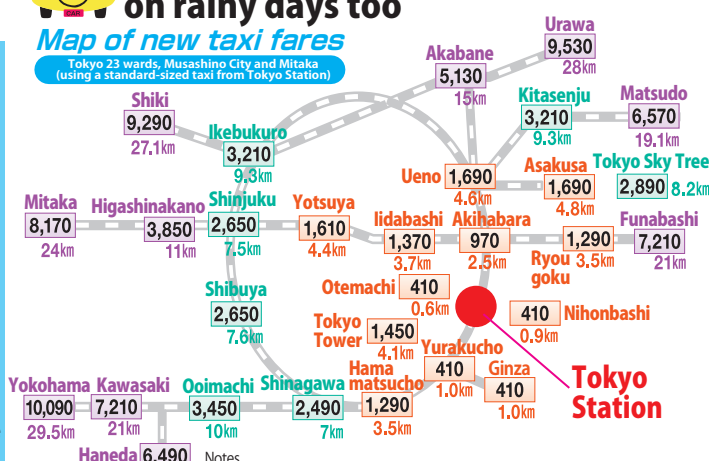 on rainy days too
CAR
Map of new taxi fares
Tokyo 23 wards, Musashino City and Mitaka
(using a standard-sized taxi from Tokyo Station)
Urawa
9,530
28km
Akabane
5,130
15km
Shiki
9,290
27.1km
Kitasenju
3,210
9.3km
Matsudo
6,570
19.1km
Ikebukuro
3,210
9.3km
Ueno
1,690
4.6km
Asakusa
1,690
4.8km
Tokyo Sky Tree
2,890
8.2km
Mitaka
8,170
24km
Higashinakano
3,850
11km
Shinjuku
2,650
7.5km
Yotsuya
1,610
4.4km
Iidabashi
1,370
3.7km
Akihabara
970
2.5km
Ryou
goku
1,290
3.5km
Funabashi
7,210
21km
Otemachi
410
0.6km
410
Nihonbashi
0.9km
Shibuya
2,650
7.6km
Tokyo
Tower
1,450
4.1km
Yurakucho
410
1.0km
Ginza
410
1.0km
Tokyo
Station
Yokohama
10,090
29.5km
Kawasaki
7,210
21km
Ooimachi
3,450
10km
Shinagawa
2,490
7km
Hama
matsucho
1,290
3.5km
Haneda
6,490
Notes